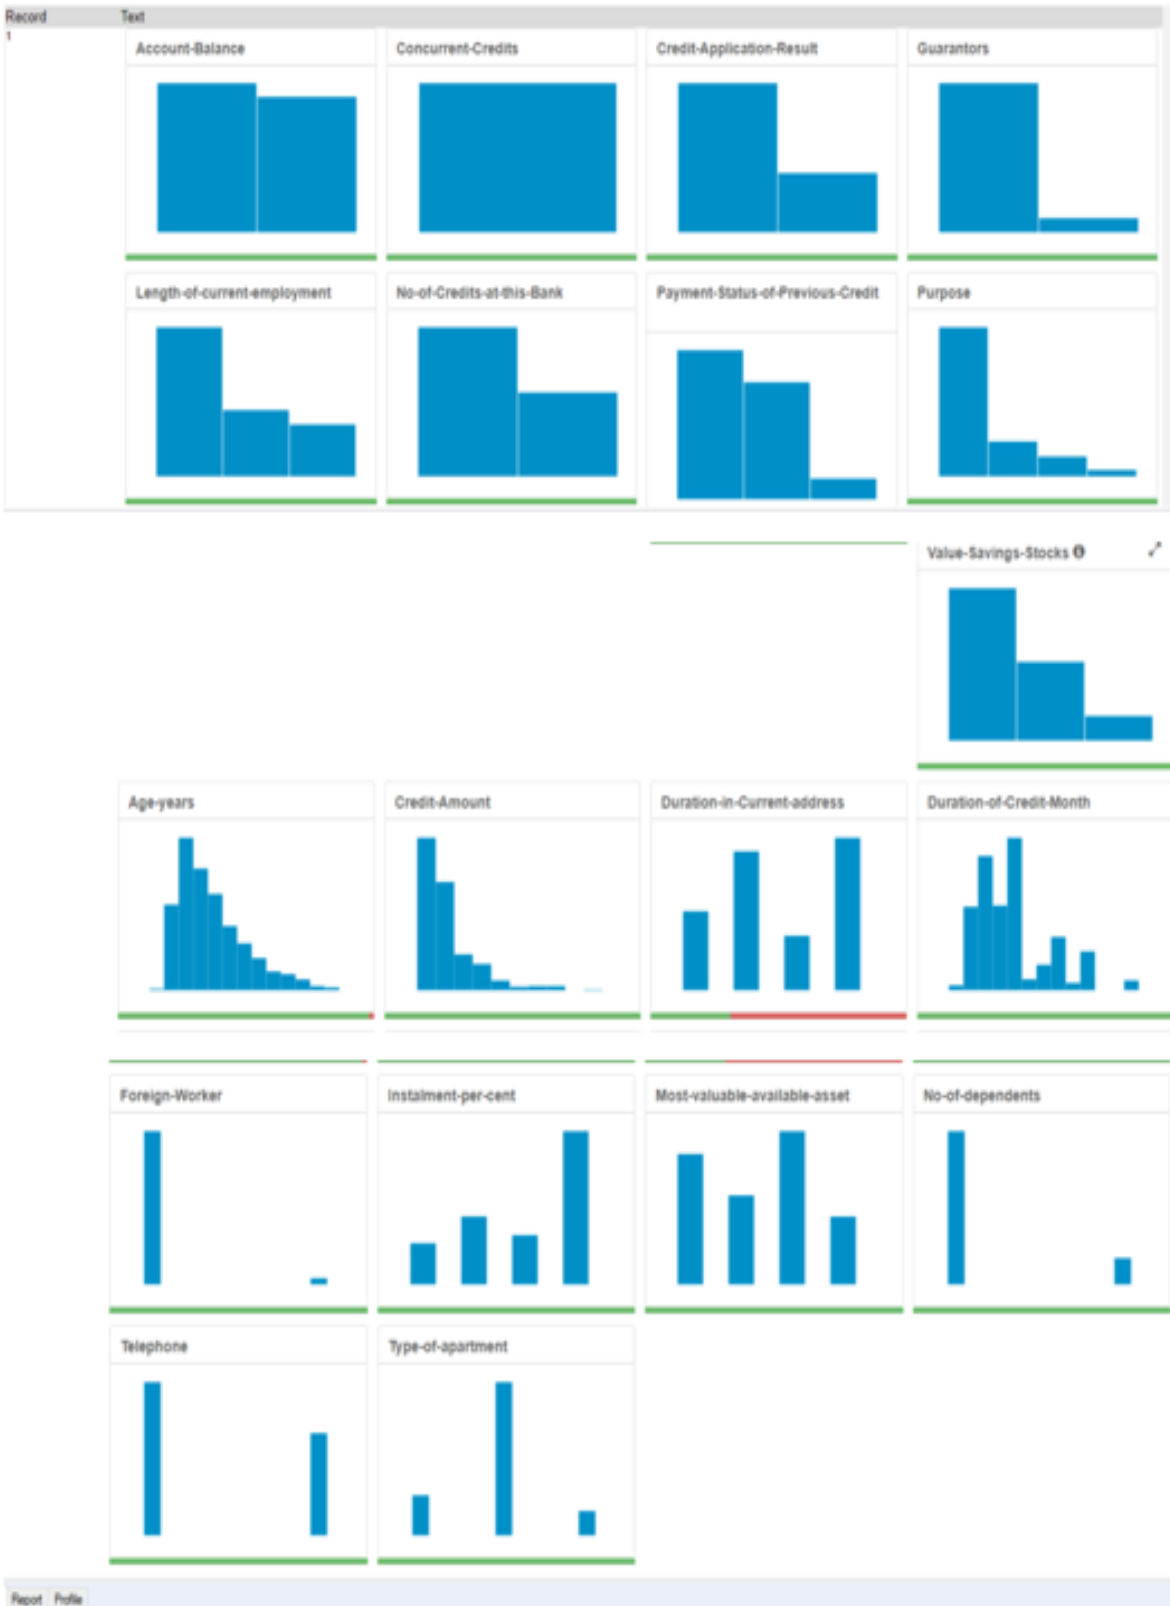 Record Text
1
Account-Balance Concurrent-Credits Credit-Application-Result Guarantors
Length-of-current-employment No-of-Credits-at-this-Bank Payment-Status-of-Previous-Credit Purpose
Value-Savings-Stocks
Age-years Credit-Amount Duration-in-Current-address Duration-of-Credit-Month
Foreign-Worker Instalment-per-cent Most-valuable-available-asset No-of-dependents
Telephone Type-of-apartment
Report Profile